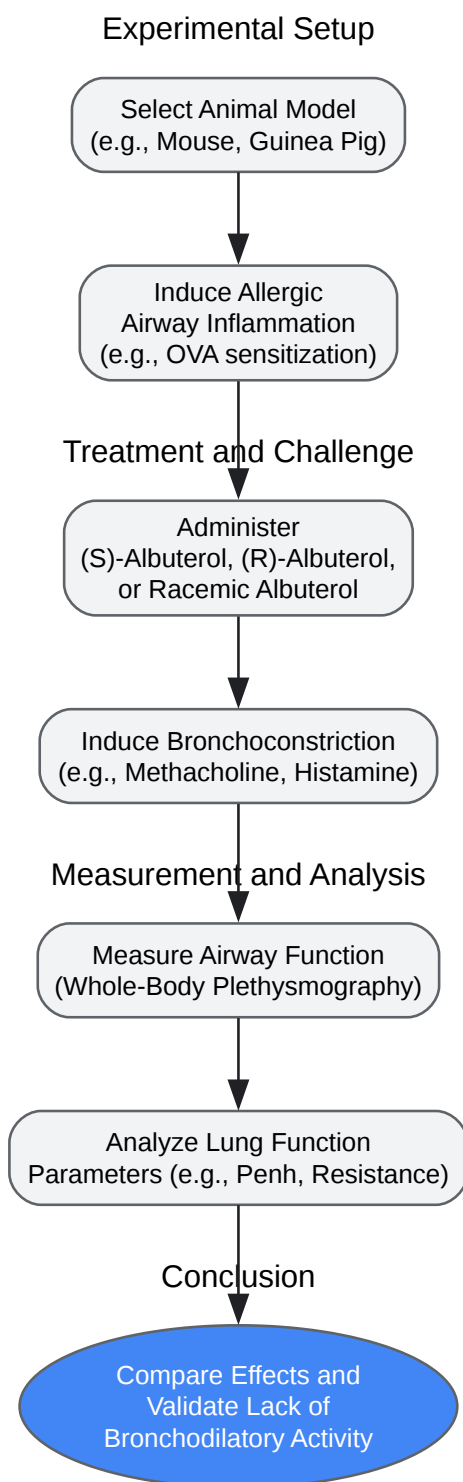 Experimental Setup
Select Animal Model
(e.g., Mouse, Guinea Pig)
Induce Allergic
Airway Inflammation
(e.g., OVA sensitization)
Treatment and Challenge
Administer
(S)-Albuterol, (R)-Albuterol,
or Racemic Albuterol
Induce Bronchoconstriction
(e.g., Methacholine, Histamine)
Measurement and Analysis
Measure Airway Function
(Whole-Body Plethysmography)
Analyze Lung Function
Parameters (e.g., Penh, Resistance)
Conclusion
Compare Effects and
Validate Lack of
Bronchodilatory Activity